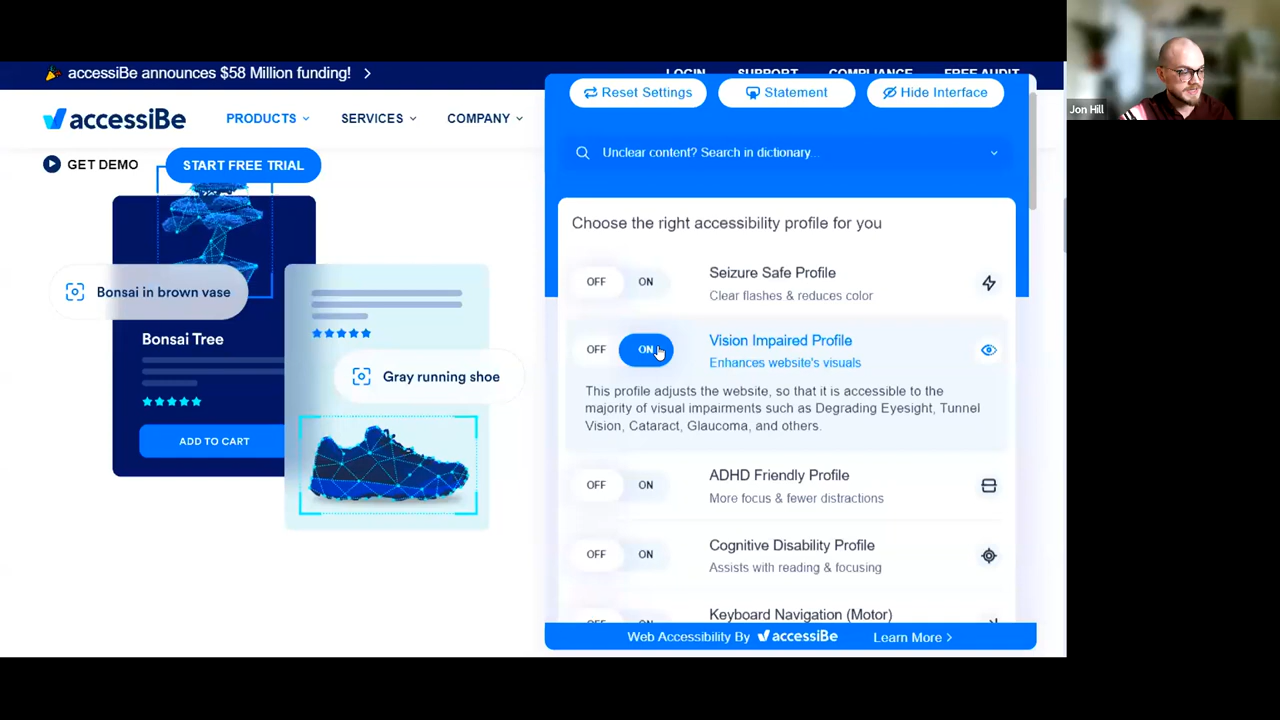 accessiBe announces $58 Million funding!
LOGIN SUPPORT COMPLIANCE FREE AUDIT
accessiBe
PRODUCTS SERVICES COMPANY
GET DEMO
START FREE TRIAL
Bonsai in brown vase
Bonsai Tree
ADD TO CART
Gray running shoe
Reset Settings
Statement
Hide Interface
Unclear content? Search in dictionary...
Choose the right accessibility profile for you
OFF ON
Seizure Safe Profile
Clear flashes & reduces color
OFF ON
Vision Impaired Profile
Enhances website's visuals
This profile adjusts the website, so that it is accessible to the
majority of visual impairments such as Degrading Eyesight, Tunnel
Vision, Cataract, Glaucoma, and others.
OFF ON
ADHD Friendly Profile
More focus & fewer distractions
OFF ON
Cognitive Disability Profile
Assists with reading & focusing
OFF ON
Keyboard Navigation (Motor)
Web Accessibility By accessiBe
Learn More
Jon Hill